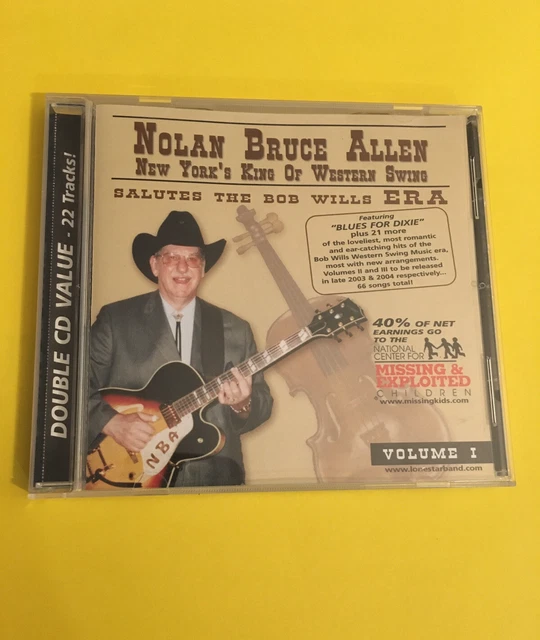 DOUBLE CD VALUE - 22 Tracks!
NOLAN BRUCE ALLEN
NEW YORK'S KING OF WESTERN SWING
SALUTES THE BOB WILLS ERA
Featuring
"BLUES FOR DIXIE"
plus 21 more
of the loveliest, most romantic
and ear-catching hits of the
Bob Wills Western Swing Music era,
most with new arrangements.
Volumes II and III to be released
in late 2003 & 2004 respectively...
66 songs total!
40% OF NET
EARNINGS GO
TO THE
NATIONAL
CENTER FOR
MISSING &
EXPLOITED
CHILDREN
www.missingkids.com
NBA
VOLUME I
www.lonestarband.com